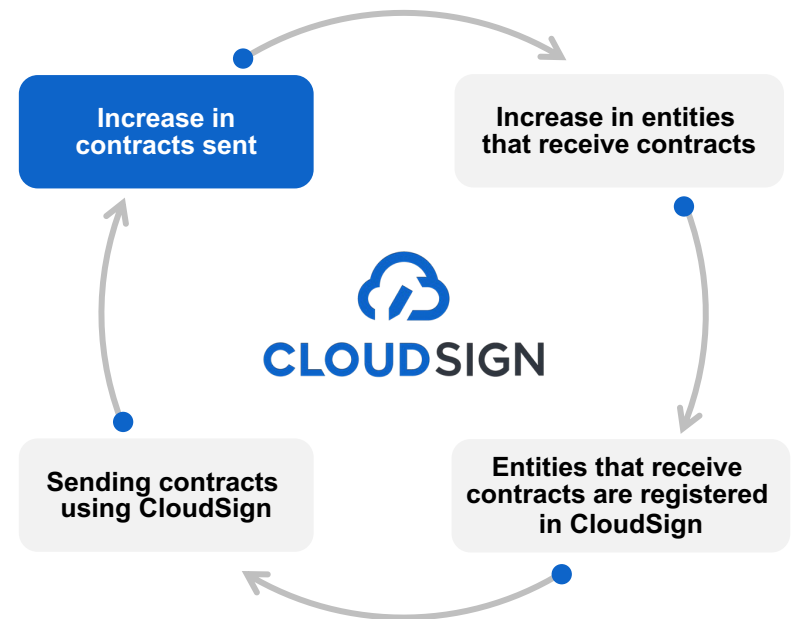 Increase in
contracts sent
Increase in entities
that receive contracts
CLOUDSIGN
Sending contracts
using CloudSign
Entities that receive
contracts are registered
in CloudSign